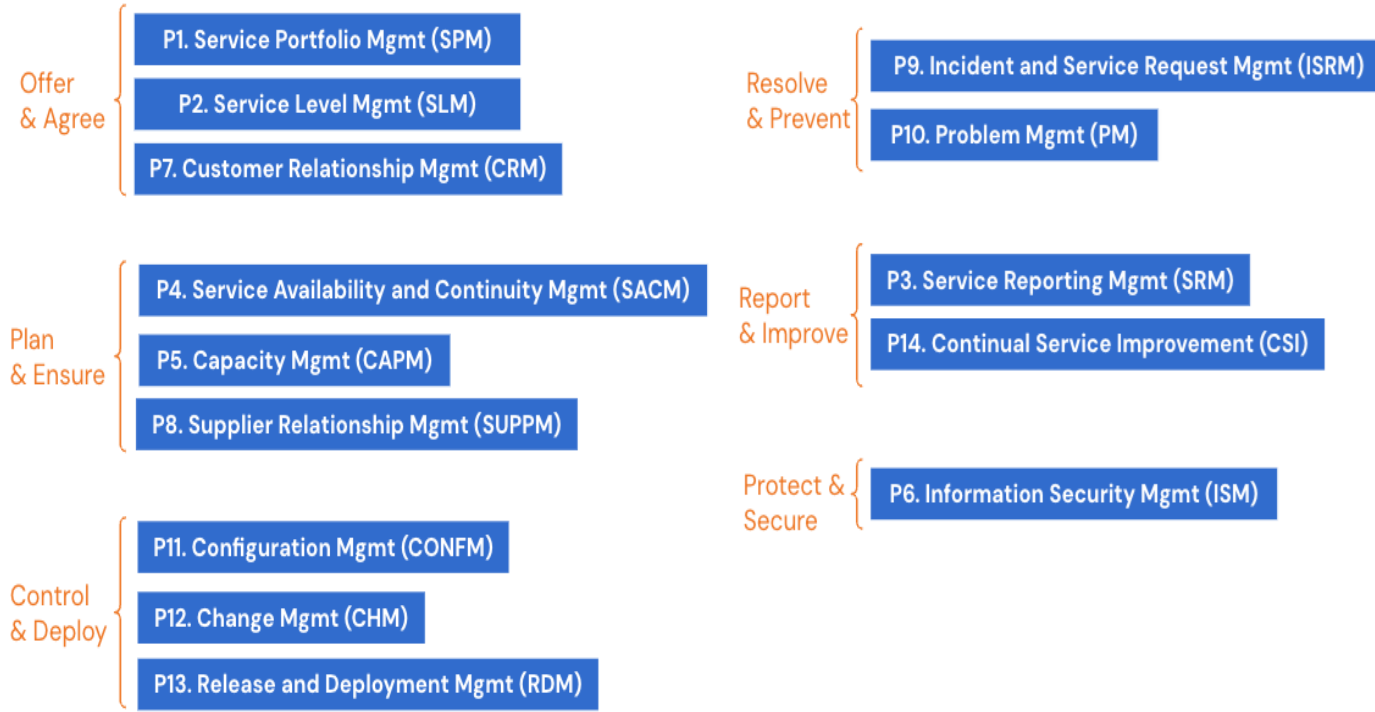 Offer
& Agree
P1. Service Portfolio Mgmt (SPM)
P2. Service Level Mgmt (SLM)
P7. Customer Relationship Mgmt (CRM)
Plan
& Ensure
P4. Service Availability and Continuity Mgmt (SACM)
P5. Capacity Mgmt (CAPM)
P8. Supplier Relationship Mgmt (SUPPM)
Control
& Deploy
P11. Configuration Mgmt (CONFM)
P12. Change Mgmt (CHM)
P13. Release and Deployment Mgmt (RDM)
Resolve
& Prevent
P9. Incident and Service Request Mgmt (ISRM)
P10. Problem Mgmt (PM)
Report
& Improve
P3. Service Reporting Mgmt (SRM)
P14. Continual Service Improvement (CSI)
Protect &
Secure
P6. Information Security Mgmt (ISM)